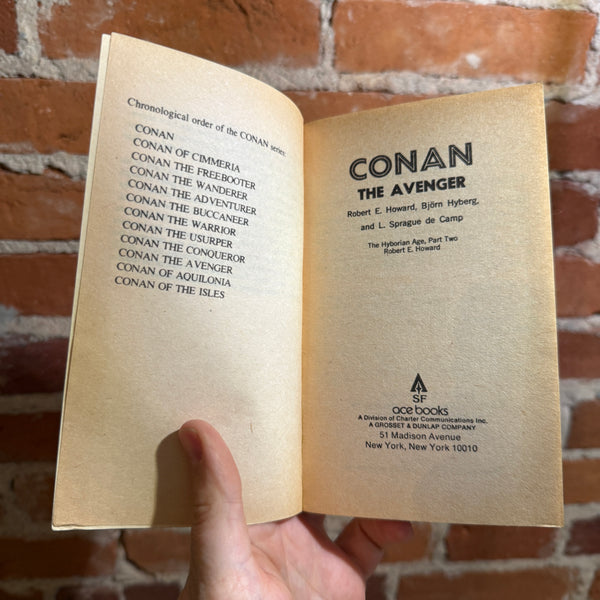 Chronological order of the CONAN series:
CONAN
CONAN OF CIMMERIA
CONAN THE FREEBOOTER
CONAN THE WANDERER
CONAN THE ADVENTURER
CONAN THE BUCCANEER
CONAN THE WARRIOR
CONAN THE USURPER
CONAN THE CONQUEROR
CONAN THE AVENGER
CONAN OF AQUILONIA
CONAN OF THE ISLES
CONAN
THE AVENGER
Robert E. Howard, Björn Hyberg,
and L. Sprague de Camp
The Hyborian Age, Part Two
Robert E. Howard
SF
ace books
A Division of Charter Communications Inc.
A GROSSET & DUNLAP COMPANY
51 Madison Avenue
New York, New York 10010